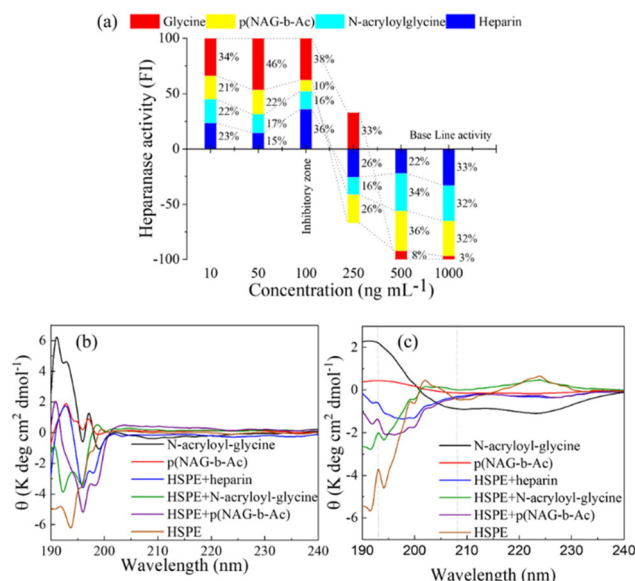 (a)
Glycine p(NAG-b-Ac) N-acryloylglycine Heparin
Heparanase activity (FI)
100
50
0
-50
-100
34%
21%
22%
23%
46%
22%
17%
15%
38%
10%
16%
36%
33%
26%
16%
26%
Base Line activity
22%
34%
36%
8%
33%
32%
32%
3%
Inhibitory zone
10 50 100 250 500 1000
Concentration (ng mL-1)
(b)
θ (K deg cm2 dmol-1)
6
4
2
0
-2
-4
-6
N-acryloyl-glycine
p(NAG-b-Ac)
HSPE+heparin
HSPE+N-acryloyl-glycine
HSPE+p(NAG-b-Ac)
HSPE
190 200 210 220 230 240
Wavelength (nm)
(c)
θ (K deg cm2 dmol-1)
2
0
-2
-4
-6
N-acryloyl-glycine
p(NAG-b-Ac)
HSPE+heparin
HSPE+N-acryloyl-glycine
HSPE+p(NAG-b-Ac)
HSPE
190 200 210 220 230 240
Wavelength (nm)